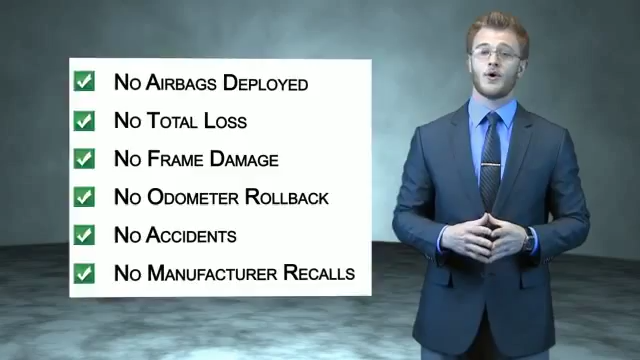 No Airbags Deployed
No Total Loss
No Frame Damage
No Odometer Rollback
No Accidents
No Manufacturer Recalls